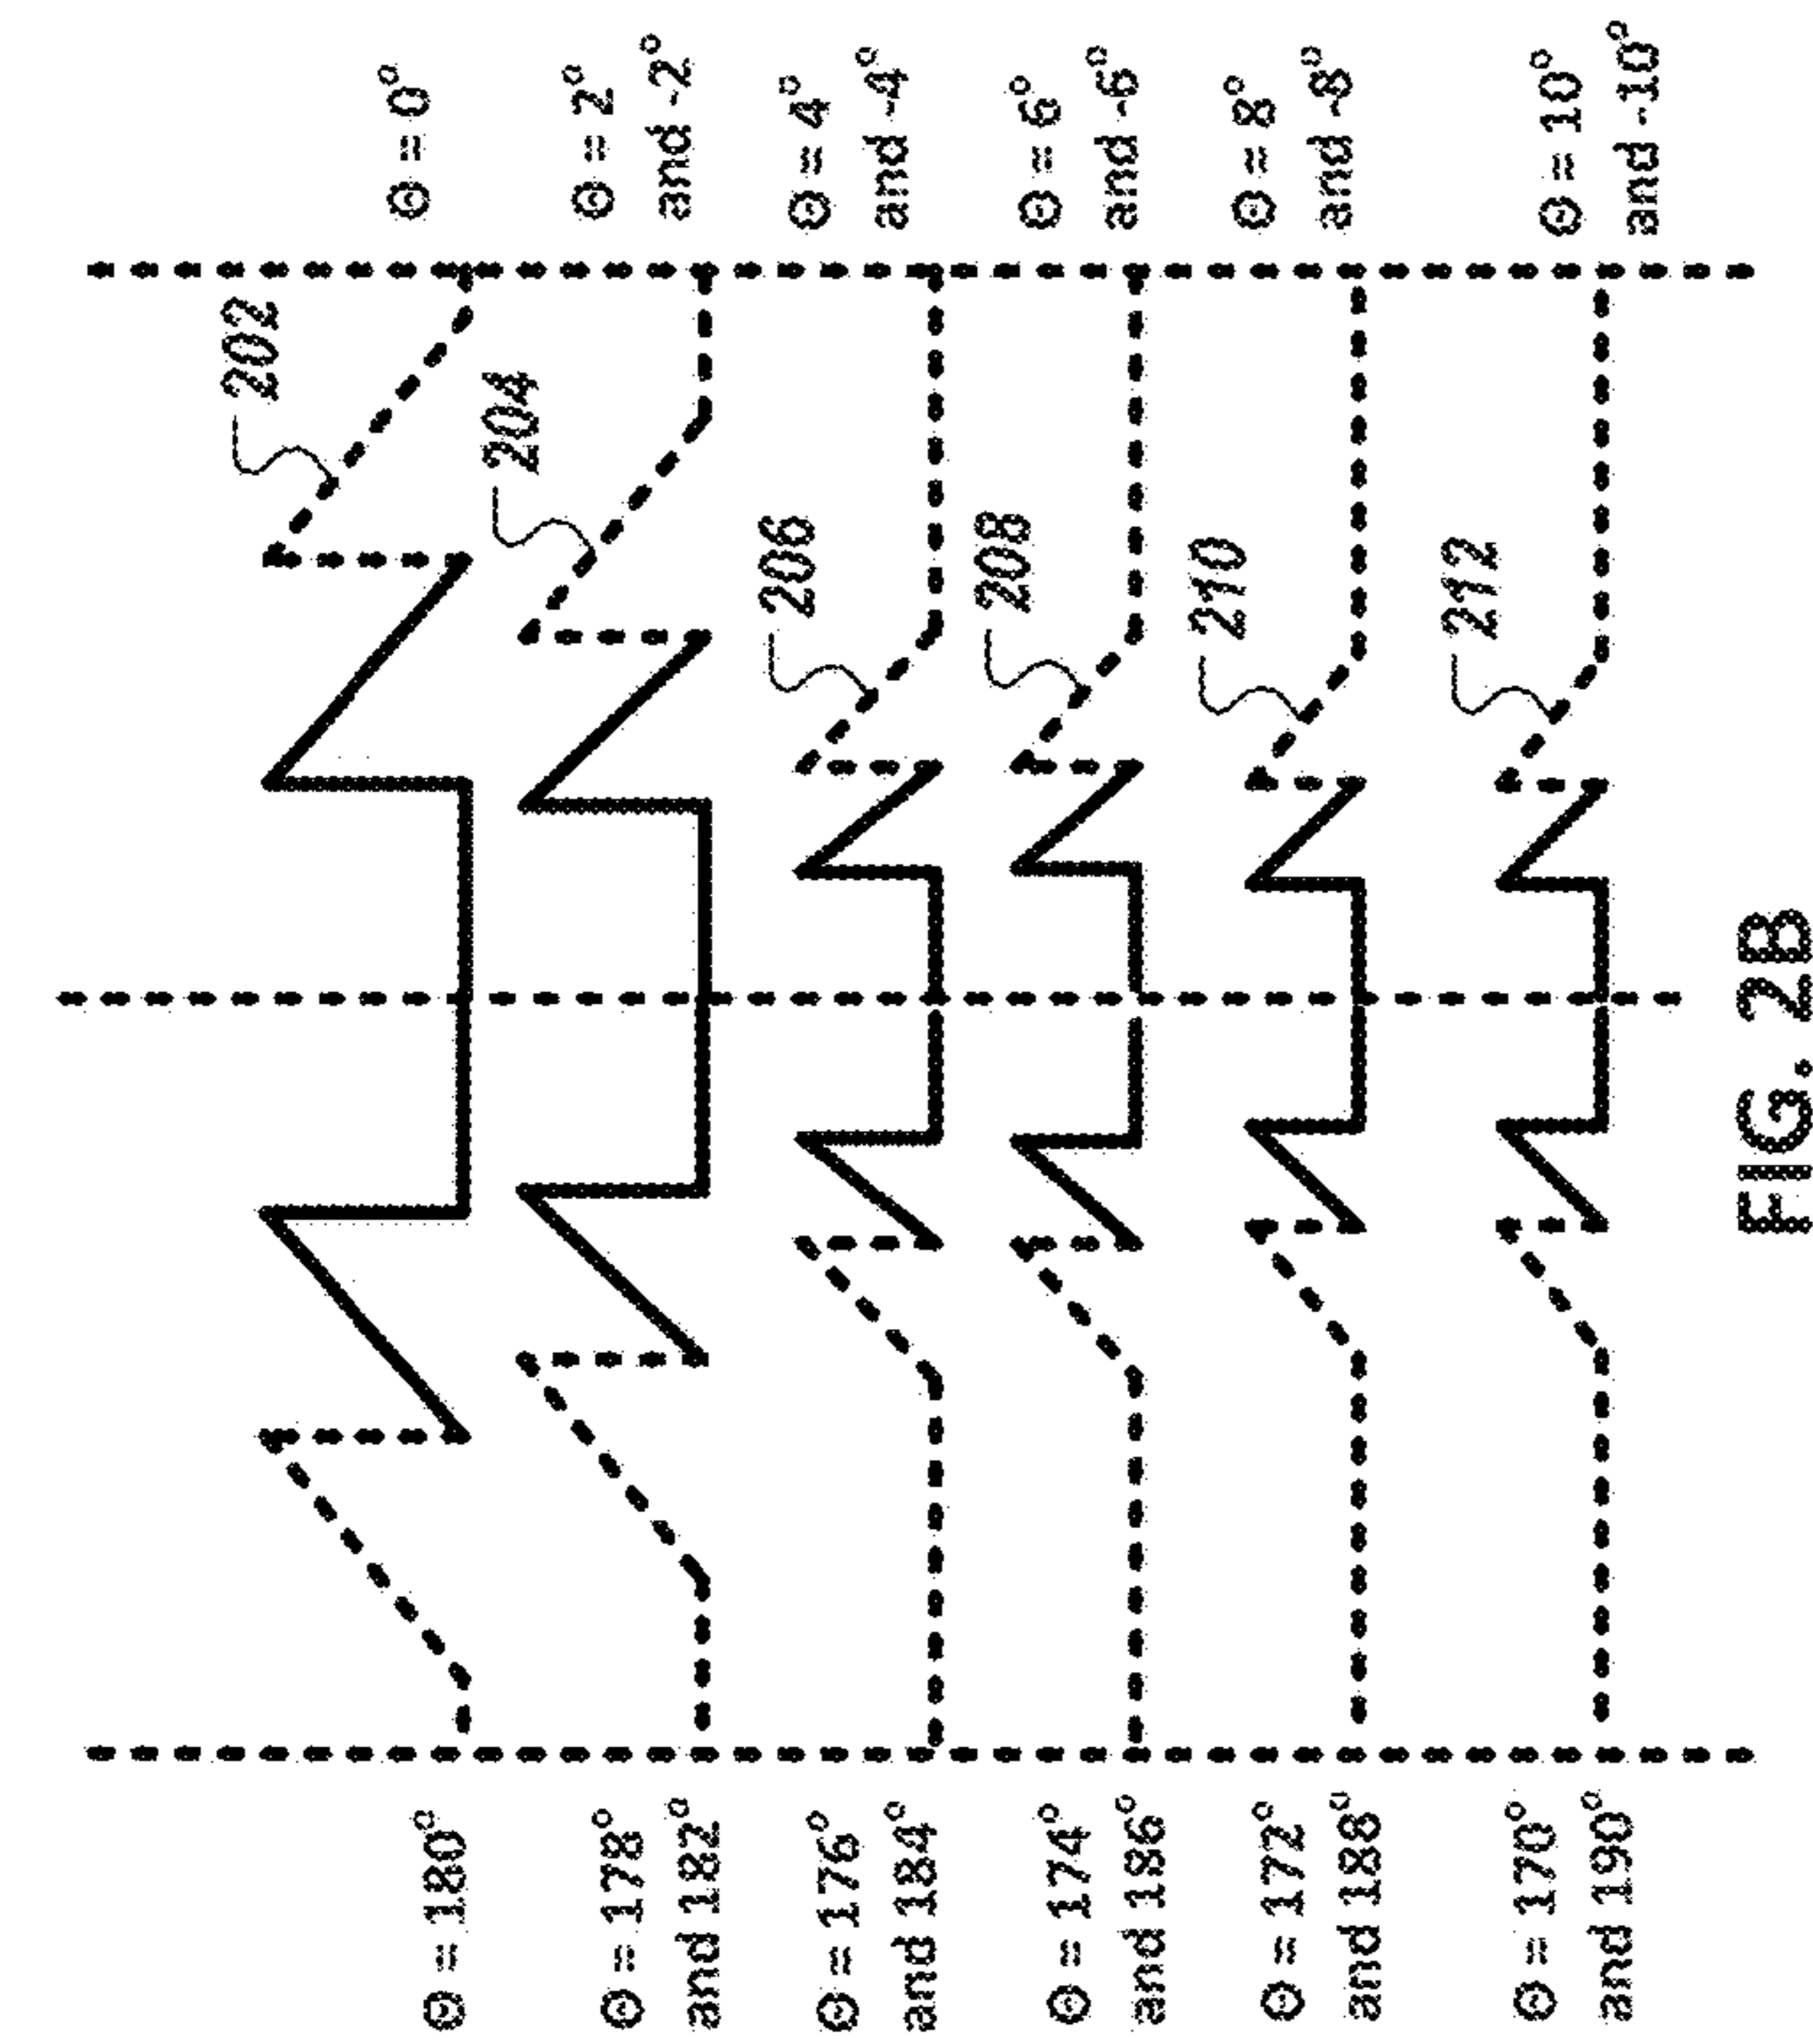 Θ = 180°
Θ = 178°
and 182°
Θ = 176°
and 184°
Θ = 174°
and 186°
Θ = 172°
and 188°
Θ = 170°
and 190°
202
204
206
208
210
212
Θ = 0°
Θ = 2°
and -2°
Θ = 4°
and -4°
Θ = 6°
and -6°
Θ = 8°
and -8°
Θ = 10°
and -10°
FIG. 2B